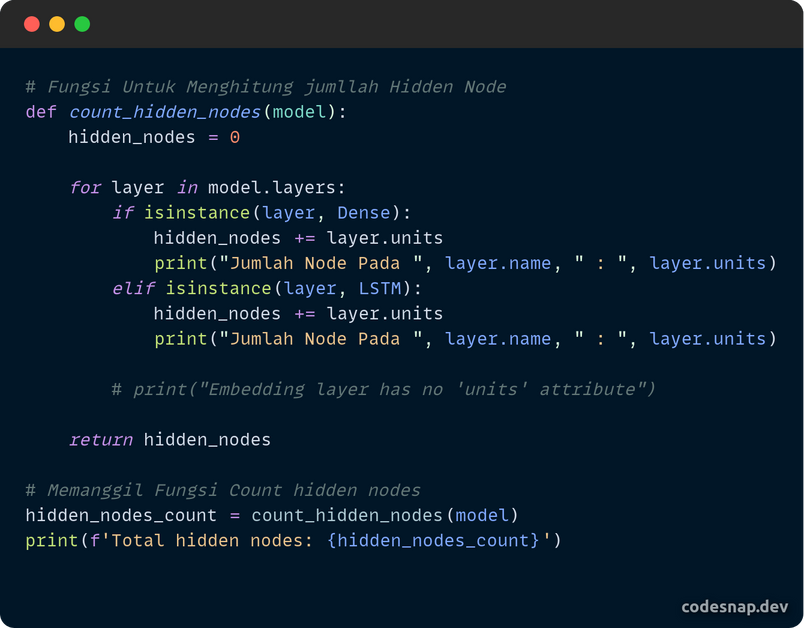 # Fungsi Untuk Menghitung jumllah Hidden Node
def count_hidden_nodes(model):
    hidden_nodes = 0
    for layer in model.layers:
        if isinstance(layer, Dense):
            hidden_nodes += layer.units
            print("Jumlah Node Pada ", layer.name, " : ", layer.units)
        elif isinstance(layer, LSTM):
            hidden_nodes += layer.units
            print("Jumlah Node Pada ", layer.name, " : ", layer.units)
        # print("Embedding layer has no 'units' attribute")
    return hidden_nodes
# Memanggil Fungsi Count hidden nodes
hidden_nodes_count = count_hidden_nodes(model)
print(f'Total hidden nodes: {hidden_nodes_count}')
codesnap.dev